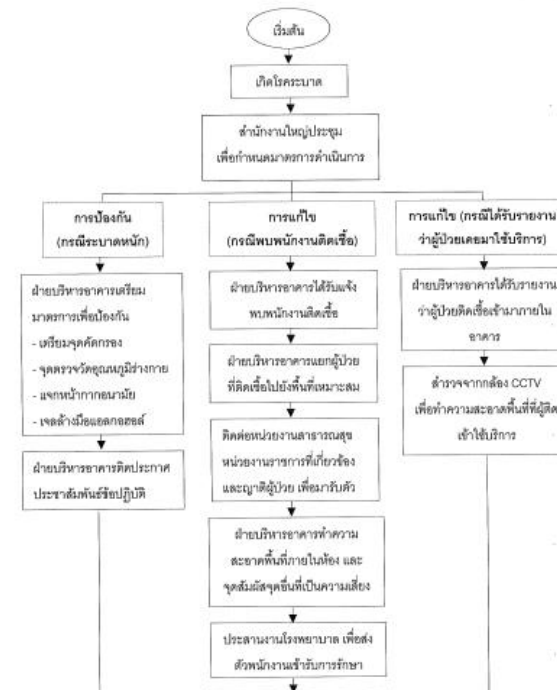 เริ่มต้น
เกิดโรคระบาด
สำนักงานใหญ่ประชุม
เพื่อกำหนดมาตรการดำเนินการ
การป้องกัน
(กรณีระบาดหนัก)
ฝ่ายบริหารอาคารเตรียม
มาตรการเพื่อป้องกัน
- เตรียมจุดคัดกรอง
- จุดตรวจวัดอุณหภูมิร่างกาย
- แจกหน้ากากอนามัย
- เจลล้างมือแอลกอฮอล์
ฝ่ายบริหารอาคารติดประกาศ
ประชาสัมพันธ์ข้อปฏิบัติ
การแก้ไข
(กรณีพบพนักงานติดเชื้อ)
ฝ่ายบริหารอาคารได้รับแจ้ง
พบพนักงานติดเชื้อ
ฝ่ายบริหารอาคารแยกผู้ป่วย
ที่ติดเชื้อไปยังพื้นที่เหมาะสม
ติดต่อหน่วยงานสาธารณสุข
หน่วยงานราชการที่เกี่ยวข้อง
และญาติผู้ป่วย เพื่อมารับตัว
ฝ่ายบริหารอาคารทำความ
สะอาดพื้นที่ภายในห้อง และ
จุดสัมผัสจุดอื่นที่เป็นความเสี่ยง
ประสานงานโรงพยาบาล เพื่อส่ง
ตัวพนักงานเข้ารับการรักษา
การแก้ไข (กรณีได้รับรายงาน
ว่าผู้ป่วยเคยมาใช้บริการ)
ฝ่ายบริหารอาคารได้รับรายงาน
ว่าผู้ป่วยติดเชื้อเข้ามาภายใน
อาคาร
สำรวจจากกล้อง CCTV
เพื่อทำความสะอาดพื้นที่ที่ผู้ติด
เข้าใช้บริการ